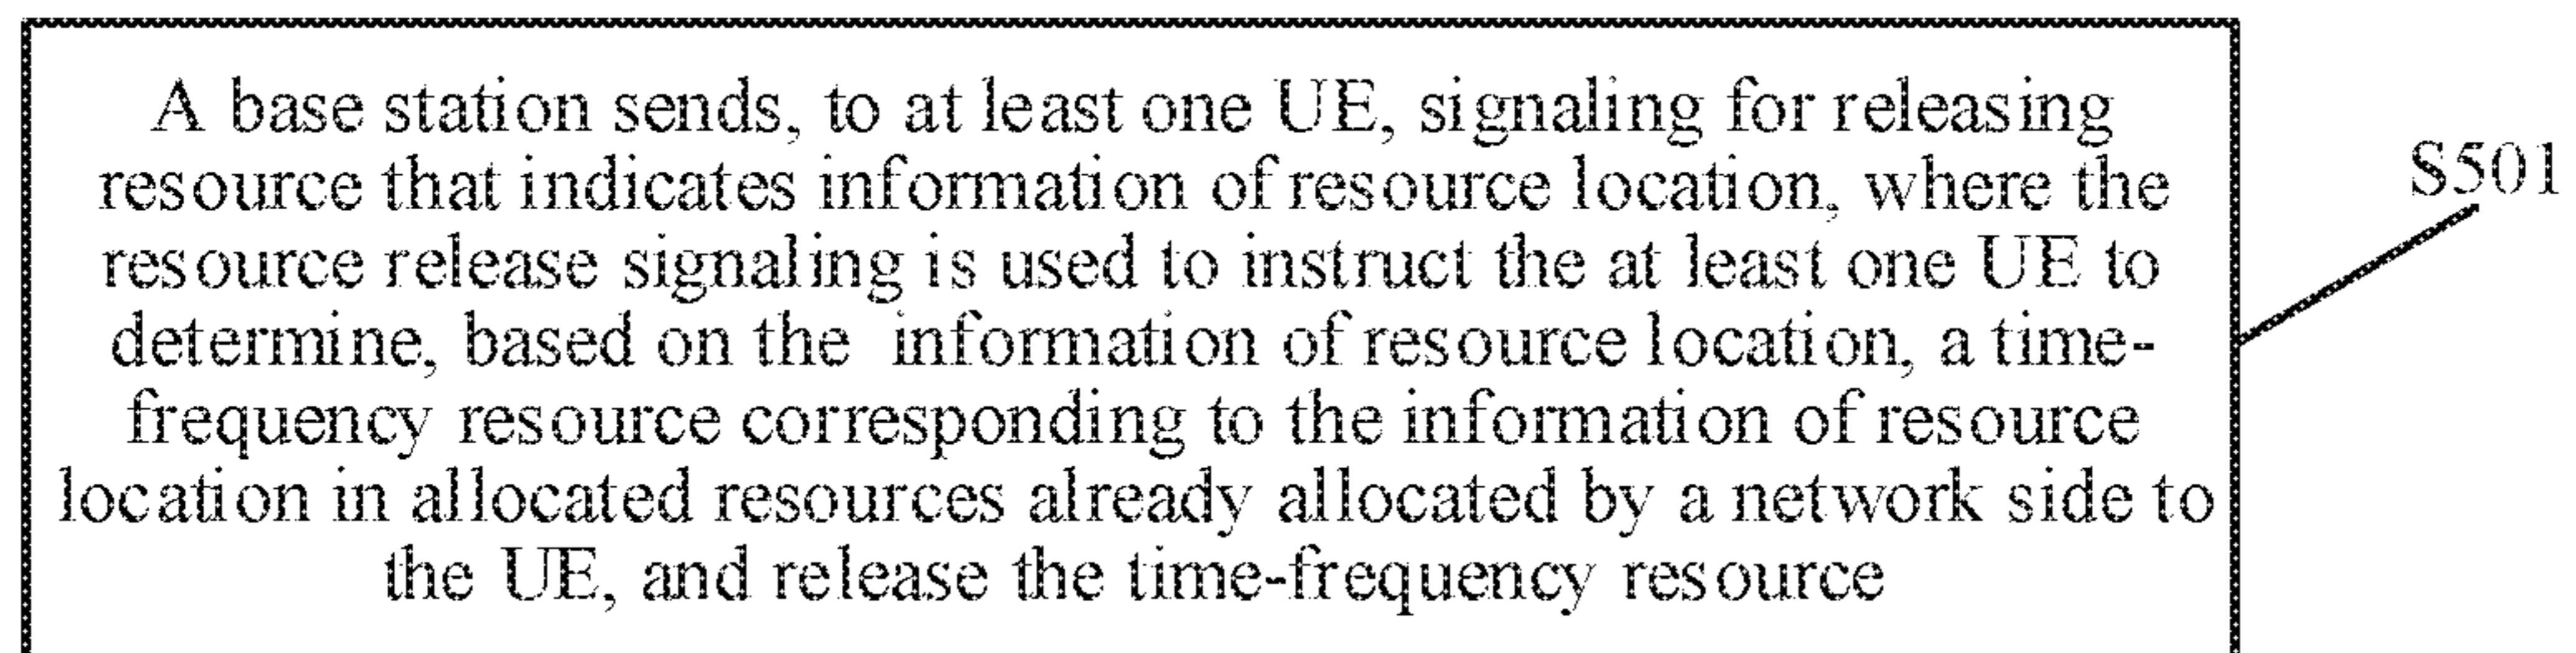 A base station sends, to at least one UE, signaling for releasing
resource that indicates information of resource location, where the
resource release signaling is used to instruct the at least one UE to
determine, based on the information of resource location, a time-
frequency resource corresponding to the information of resource
location in allocated resources already allocated by a network side to
the UE, and release the time-frequency resource
S501